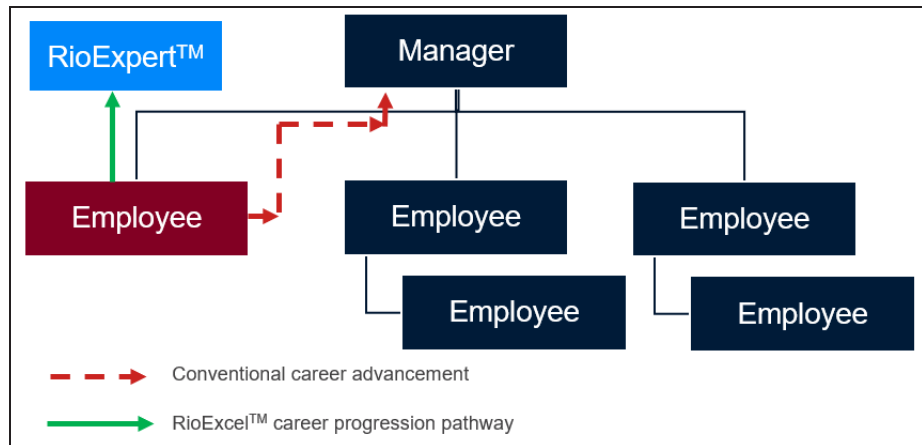 RioExpert™
Manager
Employee
Employee
Employee
Employee
Employee
Conventional career advancement
RioExcel™ career progression pathway